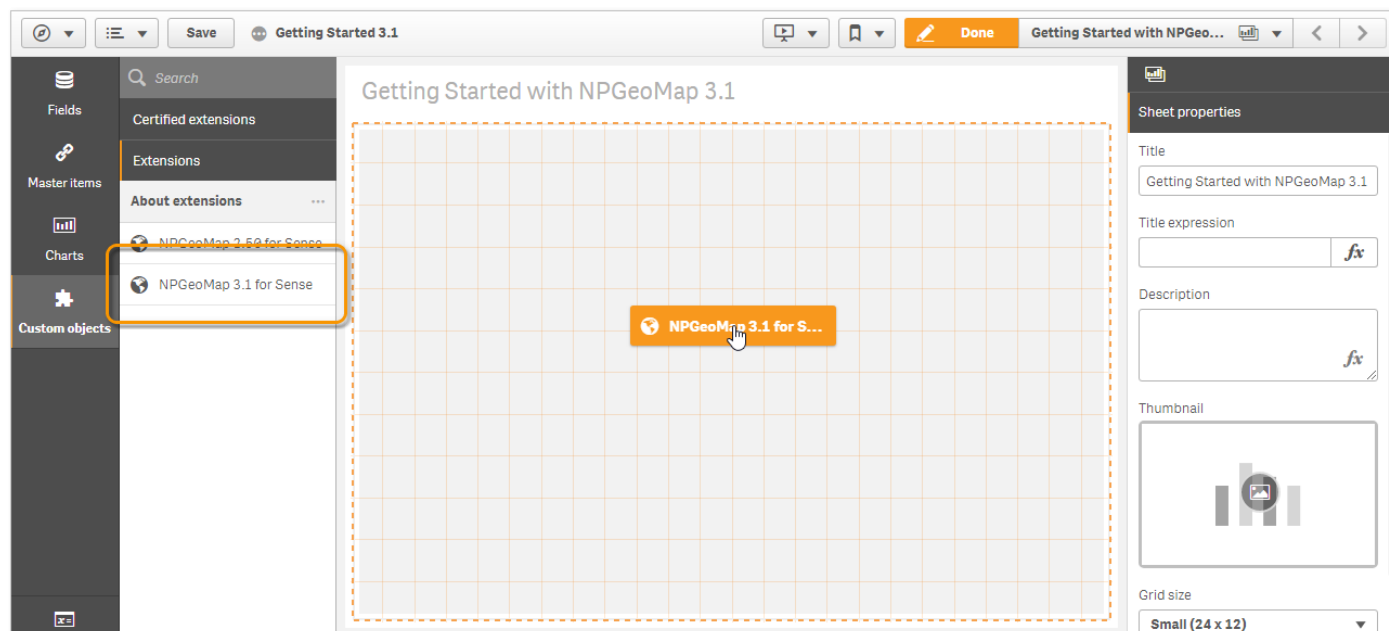 Save
Getting Started 3.1
Done
Getting Started with NPGeo...
Fields
Master items
Charts
Custom objects
Search
Certified extensions
Extensions
About extensions
NPGeoMap 2.50 for Sense
NPGeoMap 3.1 for Sense
Getting Started with NPGeoMap 3.1
NPGeoMap 3.1 for S...
Sheet properties
Title
Getting Started with NPGeoMap 3.1
Title expression
fx
Description
fx
Thumbnail
Grid size
Small (24 x 12)
x=